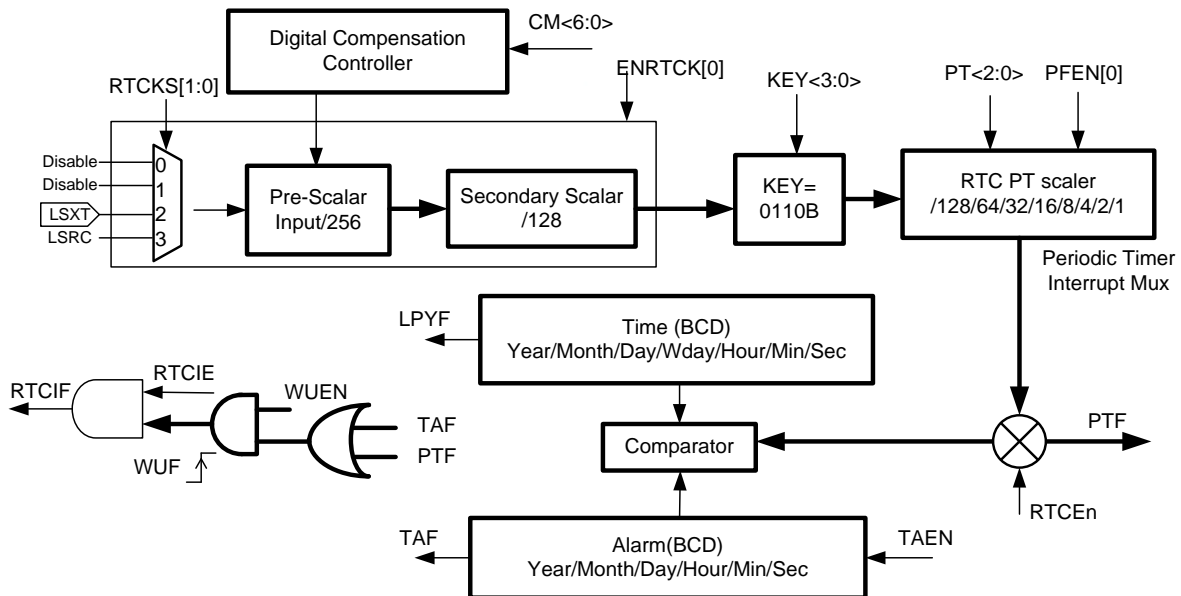 CM<6:0>
Digital Compensation
Controller
RTCKS[1:0]
ENRTCK[0]
KEY<3:0>
PT<2:0>
PFEN[0]
Disable
0
Disable
1
LSXT
2
LSRC
3
Pre-Scalar
Input/256
Secondary Scalar
/128
KEY=
0110B
RTC PT scaler
/128/64/32/16/8/4/2/1
Periodic Timer
Interrupt Mux
LPYF
Time (BCD)
Year/Month/Day/Wday/Hour/Min/Sec
RTCIF
RTCIE
WUEN
TAF
PTF
WUF
Comparator
PTF
RTCEn
TAF
Alarm(BCD)
Year/Month/Day/Hour/Min/Sec
TAEN